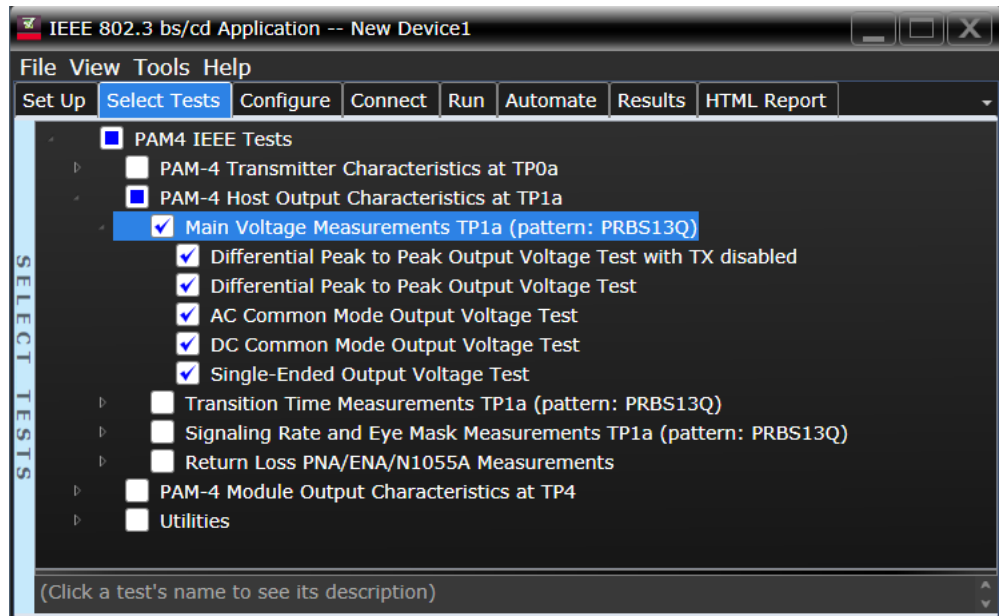 IEEE 802.3 bs/cd Application -- New Device1
File View Tools Help
Set Up Select Tests Configure Connect Run Automate Results HTML Report
SELECT TESTS
PAM4 IEEE Tests
PAM-4 Transmitter Characteristics at TP0a
PAM-4 Host Output Characteristics at TP1a
Main Voltage Measurements TP1a (pattern: PRBS13Q)
Differential Peak to Peak Output Voltage Test with TX disabled
Differential Peak to Peak Output Voltage Test
AC Common Mode Output Voltage Test
DC Common Mode Output Voltage Test
Single-Ended Output Voltage Test
Transition Time Measurements TP1a (pattern: PRBS13Q)
Signaling Rate and Eye Mask Measurements TP1a (pattern: PRBS13Q)
Return Loss PNA/ENA/N1055A Measurements
PAM-4 Module Output Characteristics at TP4
Utilities
(Click a test's name to see its description)